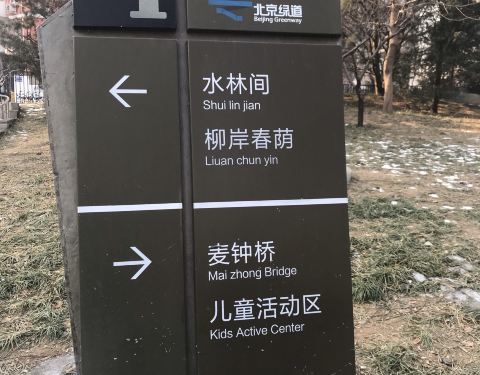 北京绿道
Beijing Greenway
水林间
Shui lin jian
柳岸春荫
Liuan chun yin
麦钟桥
Mai zhong Bridge
儿童活动区
Kids Active Center